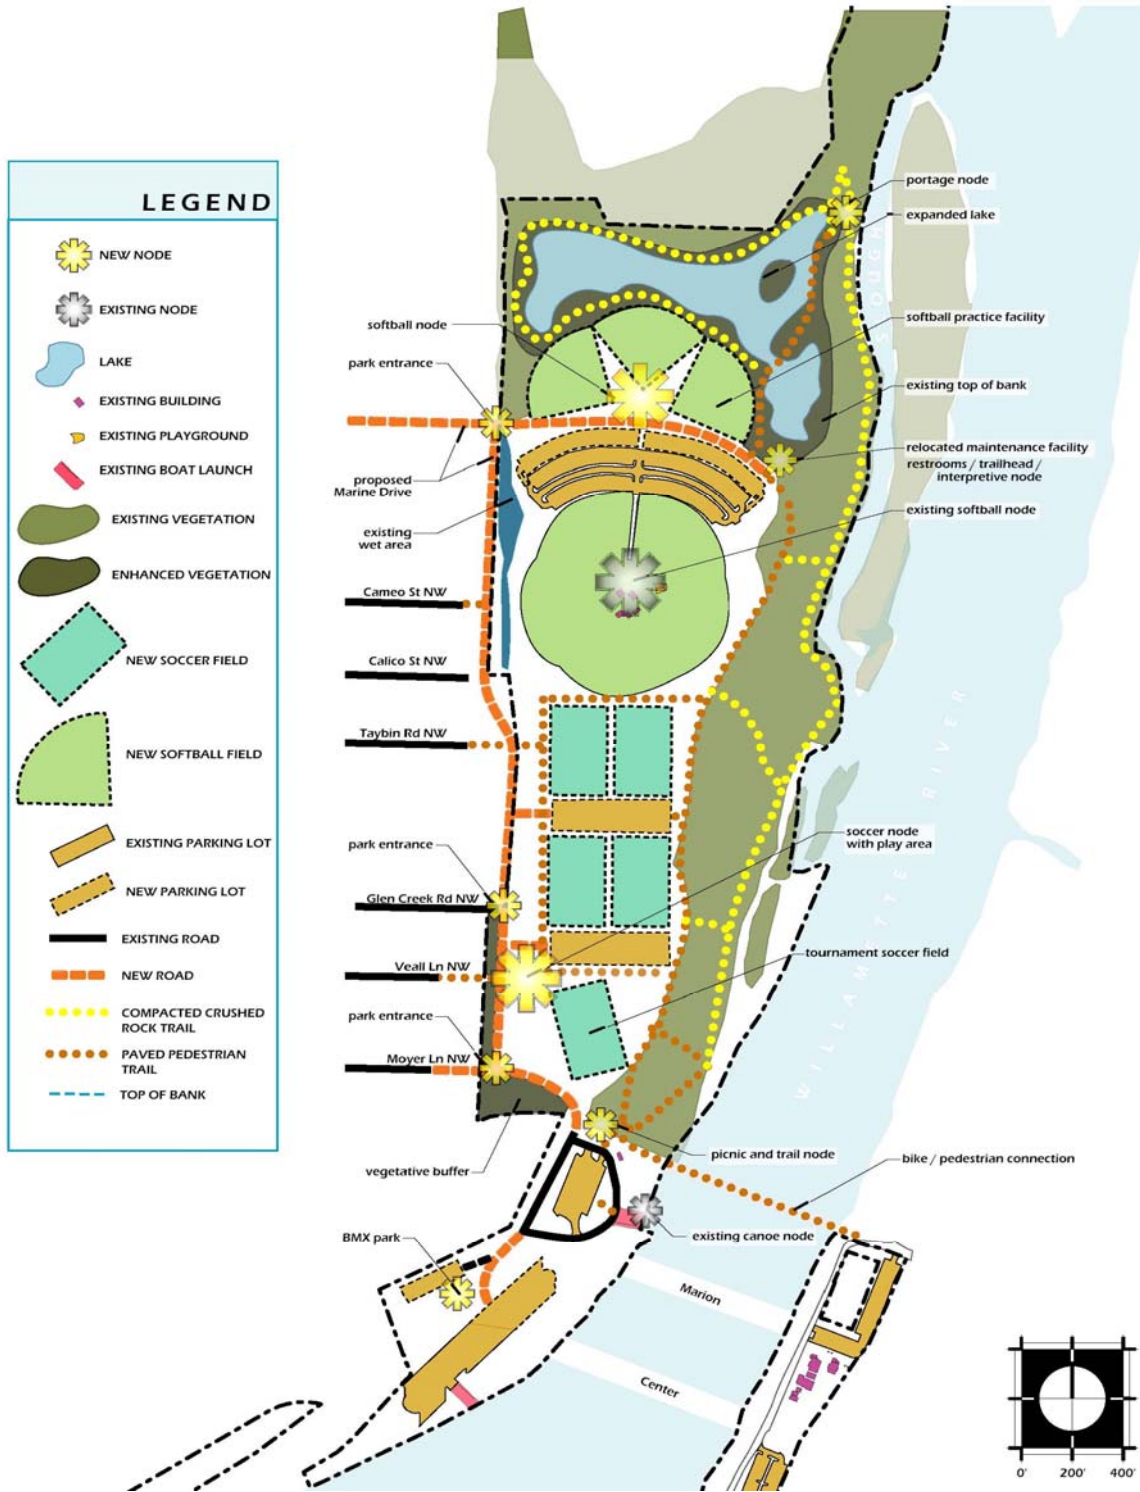 LEGEND
NEW NODE
EXISTING NODE
LAKE
EXISTING BUILDING
EXISTING PLAYGROUND
EXISTING BOAT LAUNCH
EXISTING VEGETATION
ENHANCED VEGETATION
NEW SOCCER FIELD
NEW SOFTBALL FIELD
EXISTING PARKING LOT
NEW PARKING LOT
EXISTING ROAD
NEW ROAD
COMPACTED CRUSHED
ROCK TRAIL
PAVED PEDESTRIAN
TRAIL
TOP OF BANK
softball node
park entrance
proposed
Marine Drive
existing
wet area
Cameo St NW
Calico St NW
Taybin Rd NW
park entrance
Glen Creek Rd NW
Veall Ln NW
park entrance
Moyer Ln NW
vegetative buffer
BMX park
portage node
expanded lake
softball practice facility
existing top of bank
relocated maintenance facility
restrooms / trailhead /
interpretive node
existing softball node
soccer node
with play area
tournament soccer field
picnic and trail node
bike / pedestrian connection
existing canoe node
SLOUGH
WILLAMETTE RIVER
Marion
Center
0' 200' 400'